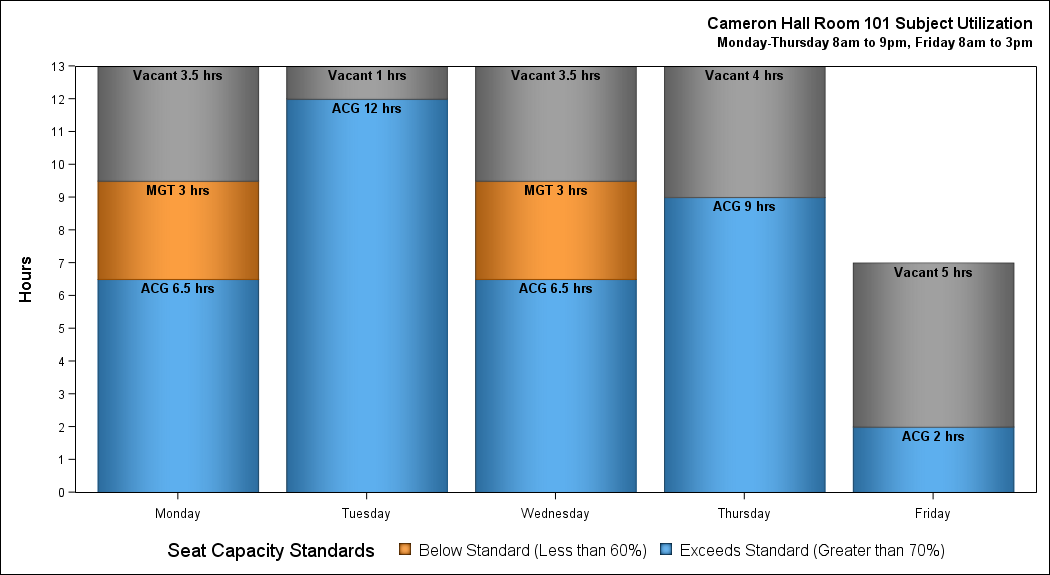 Cameron Hall Room 101 Subject Utilization
Monday-Thursday 8am to 9pm, Friday 8am to 3pm
Hours
13
12
11
10
9
8
7
6
5
4
3
2
1
0
Vacant 3.5 hrs
MGT 3 hrs
ACG 6.5 hrs
Vacant 1 hrs
ACG 12 hrs
Vacant 3.5 hrs
MGT 3 hrs
ACG 6.5 hrs
Vacant 4 hrs
ACG 9 hrs
Vacant 5 hrs
ACG 2 hrs
Monday Tuesday Wednesday Thursday Friday
Seat Capacity Standards Below Standard (Less than 60%) Exceeds Standard (Greater than 70%)